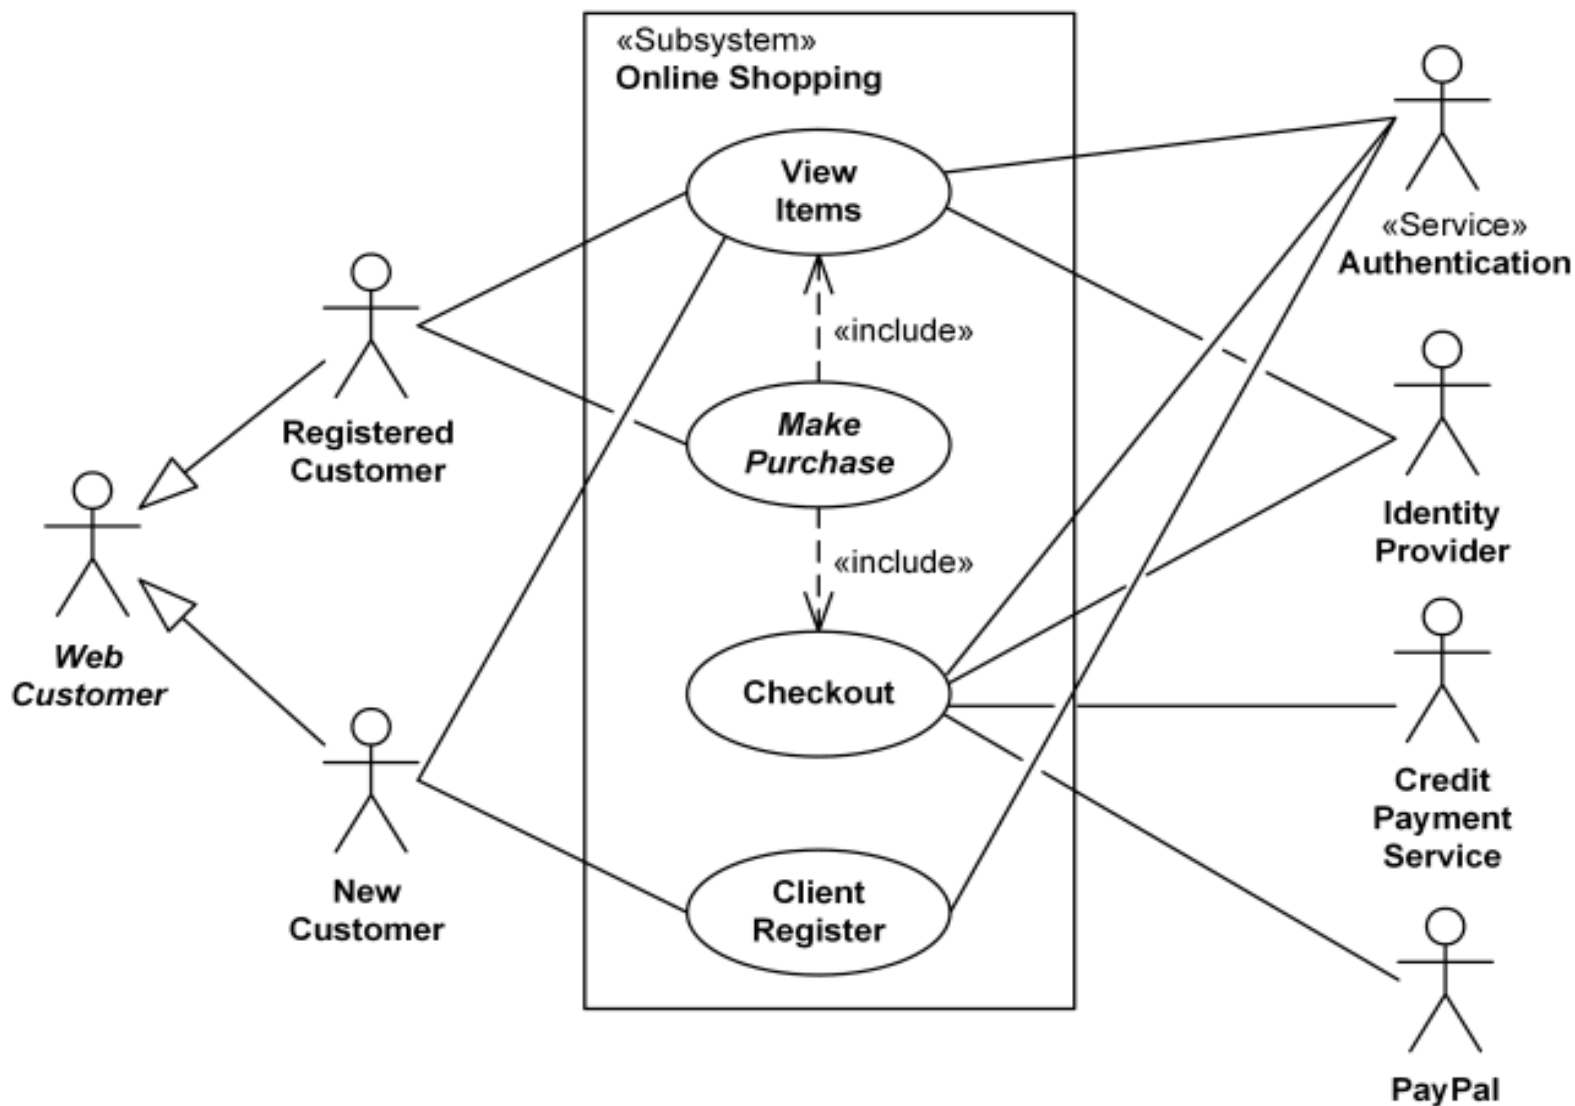 «Subsystem»
Online Shopping
View
Items
«include»
Make
Purchase
«include»
Checkout
Client
Register
Registered
Customer
Web
Customer
New
Customer
«Service»
Authentication
Identity
Provider
Credit
Payment
Service
PayPal